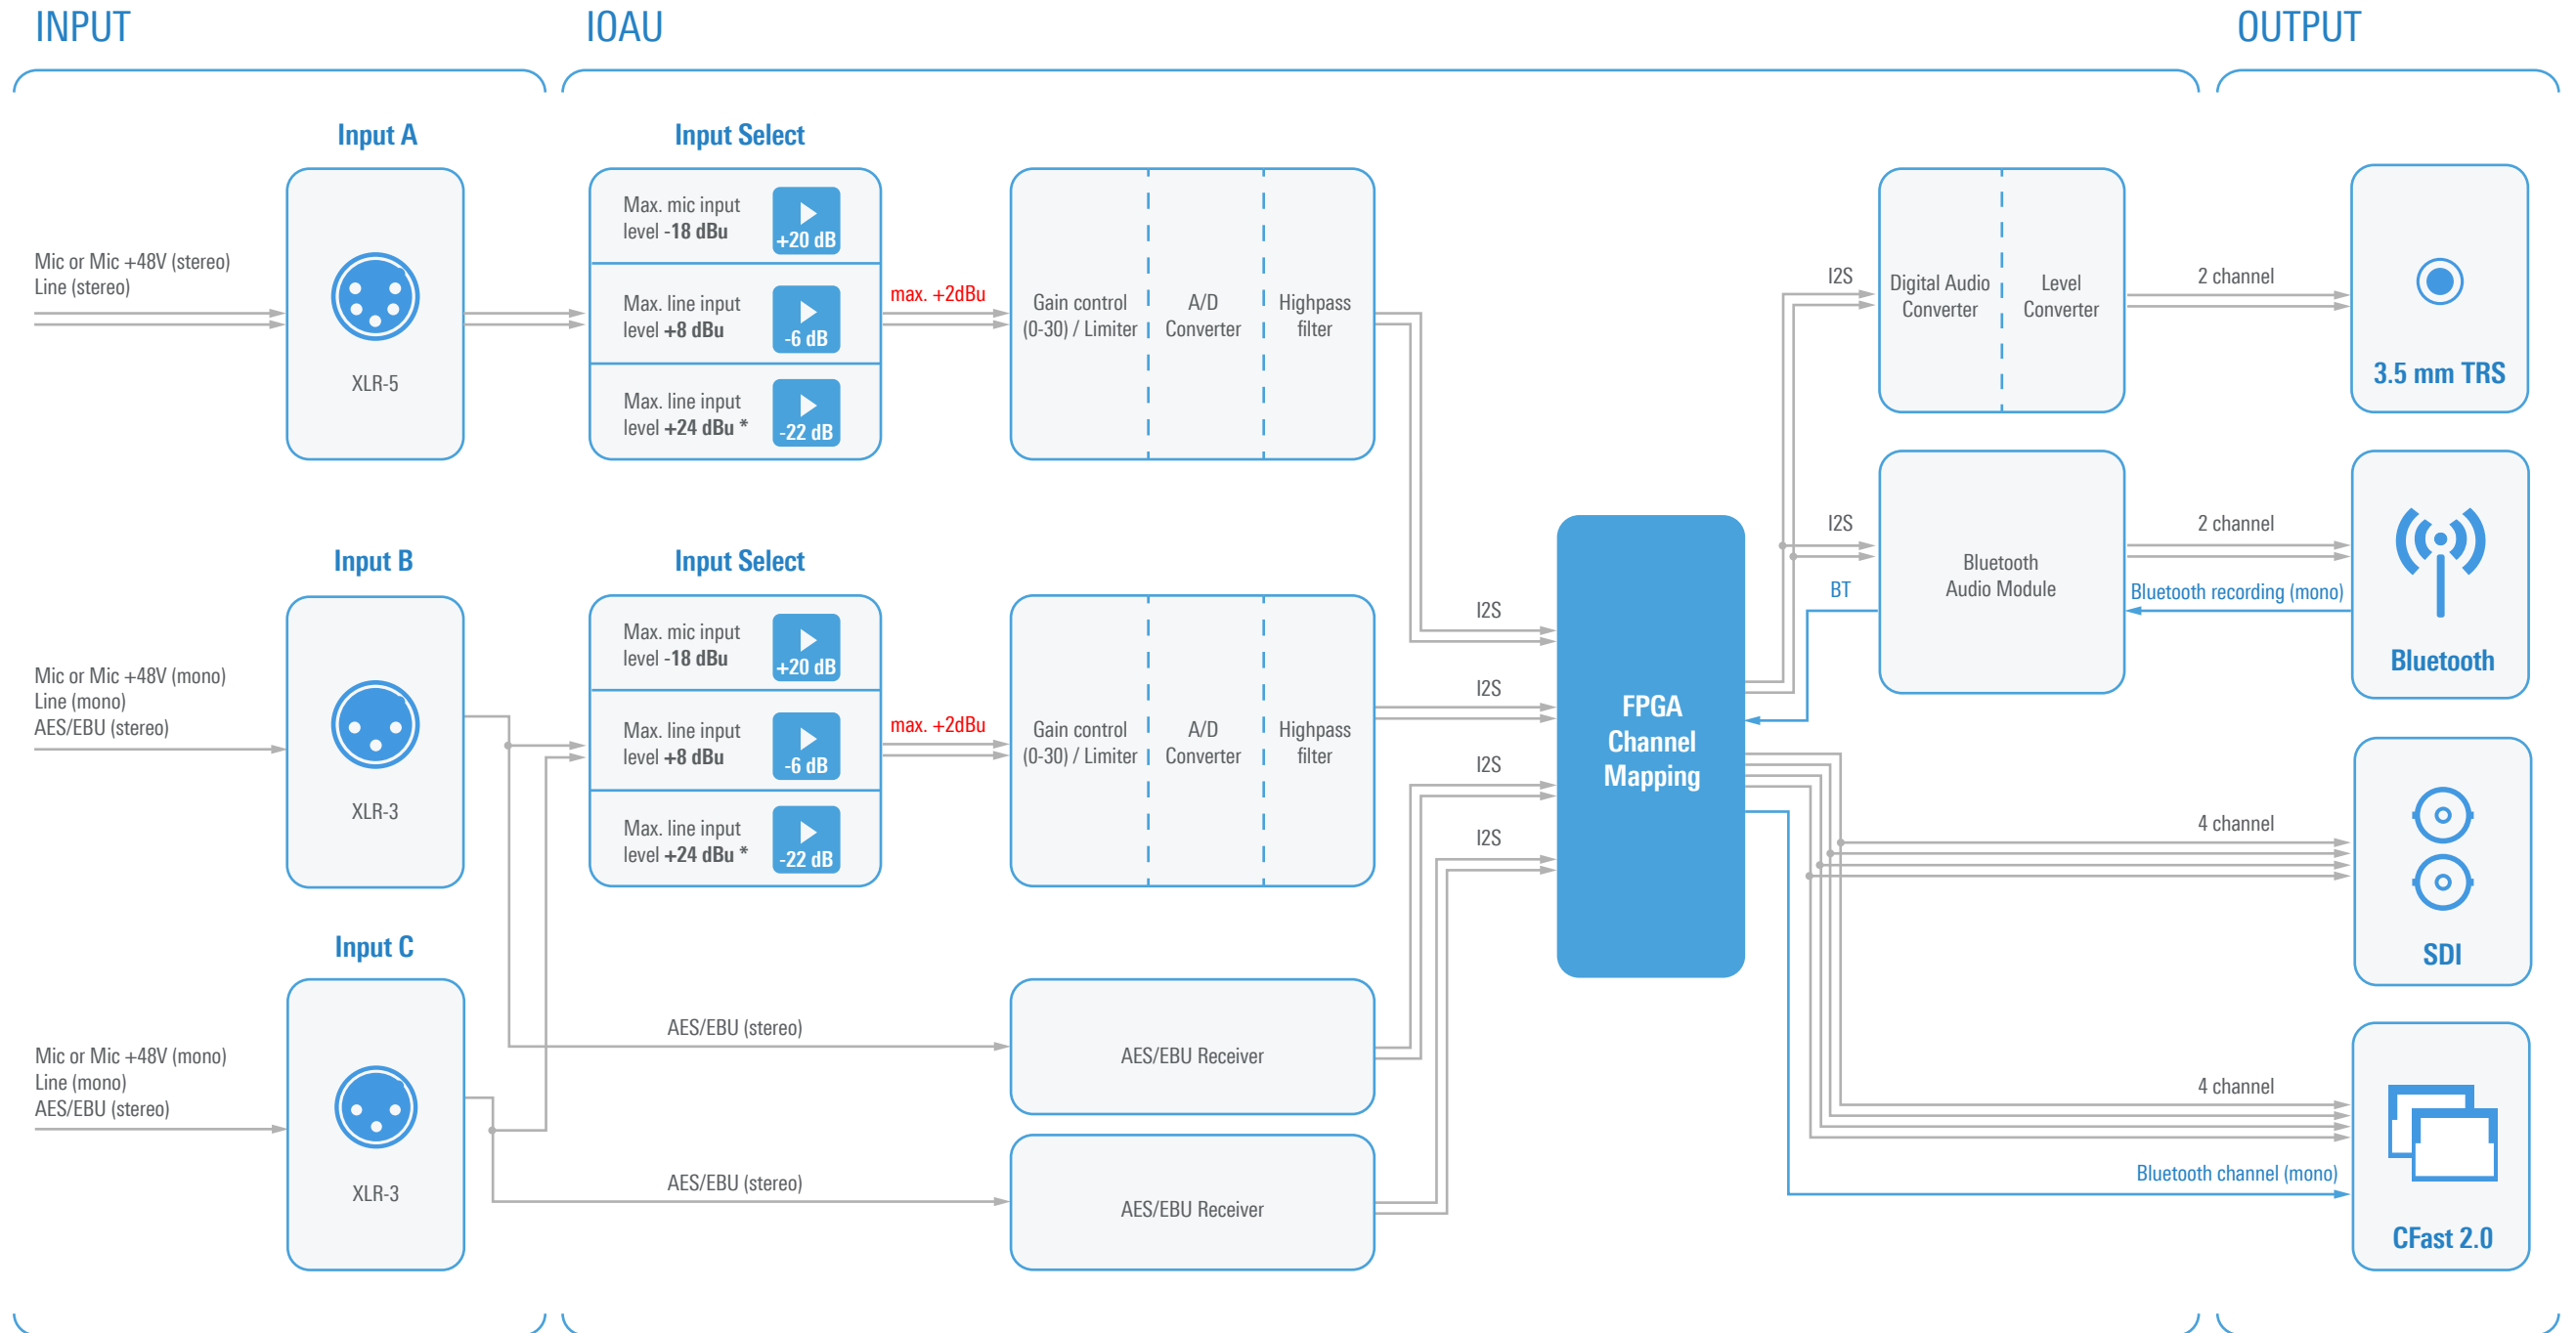 INPUT
IOAU
OUTPUT
Input A
Input Select
Mic or Mic +48V (stereo)
Line (stereo)
XLR-5
Max. mic input
level -18 dBu
+20 dB
Max. line input
level +8 dBu
-6 dB
Max. line input
level +24 dBu *
-22 dB
max. +2dBu
Gain control
(0-30) / Limiter
A/D
Converter
Highpass
filter
I2S
Digital Audio
Converter
Level
Converter
2 channel
3.5 mm TRS
I2S
BT
Bluetooth
Audio Module
2 channel
Bluetooth recording (mono)
Bluetooth
Input B
Input Select
Mic or Mic +48V (mono)
Line (mono)
AES/EBU (stereo)
XLR-3
Max. mic input
level -18 dBu
+20 dB
Max. line input
level +8 dBu
-6 dB
Max. line input
level +24 dBu *
-22 dB
max. +2dBu
Gain control
(0-30) / Limiter
A/D
Converter
Highpass
filter
I2S
I2S
I2S
I2S
FPGA
Channel
Mapping
4 channel
SDI
Input C
Mic or Mic +48V (mono)
Line (mono)
AES/EBU (stereo)
XLR-3
AES/EBU (stereo)
AES/EBU Receiver
AES/EBU (stereo)
AES/EBU Receiver
4 channel
Bluetooth channel (mono)
CFast 2.0